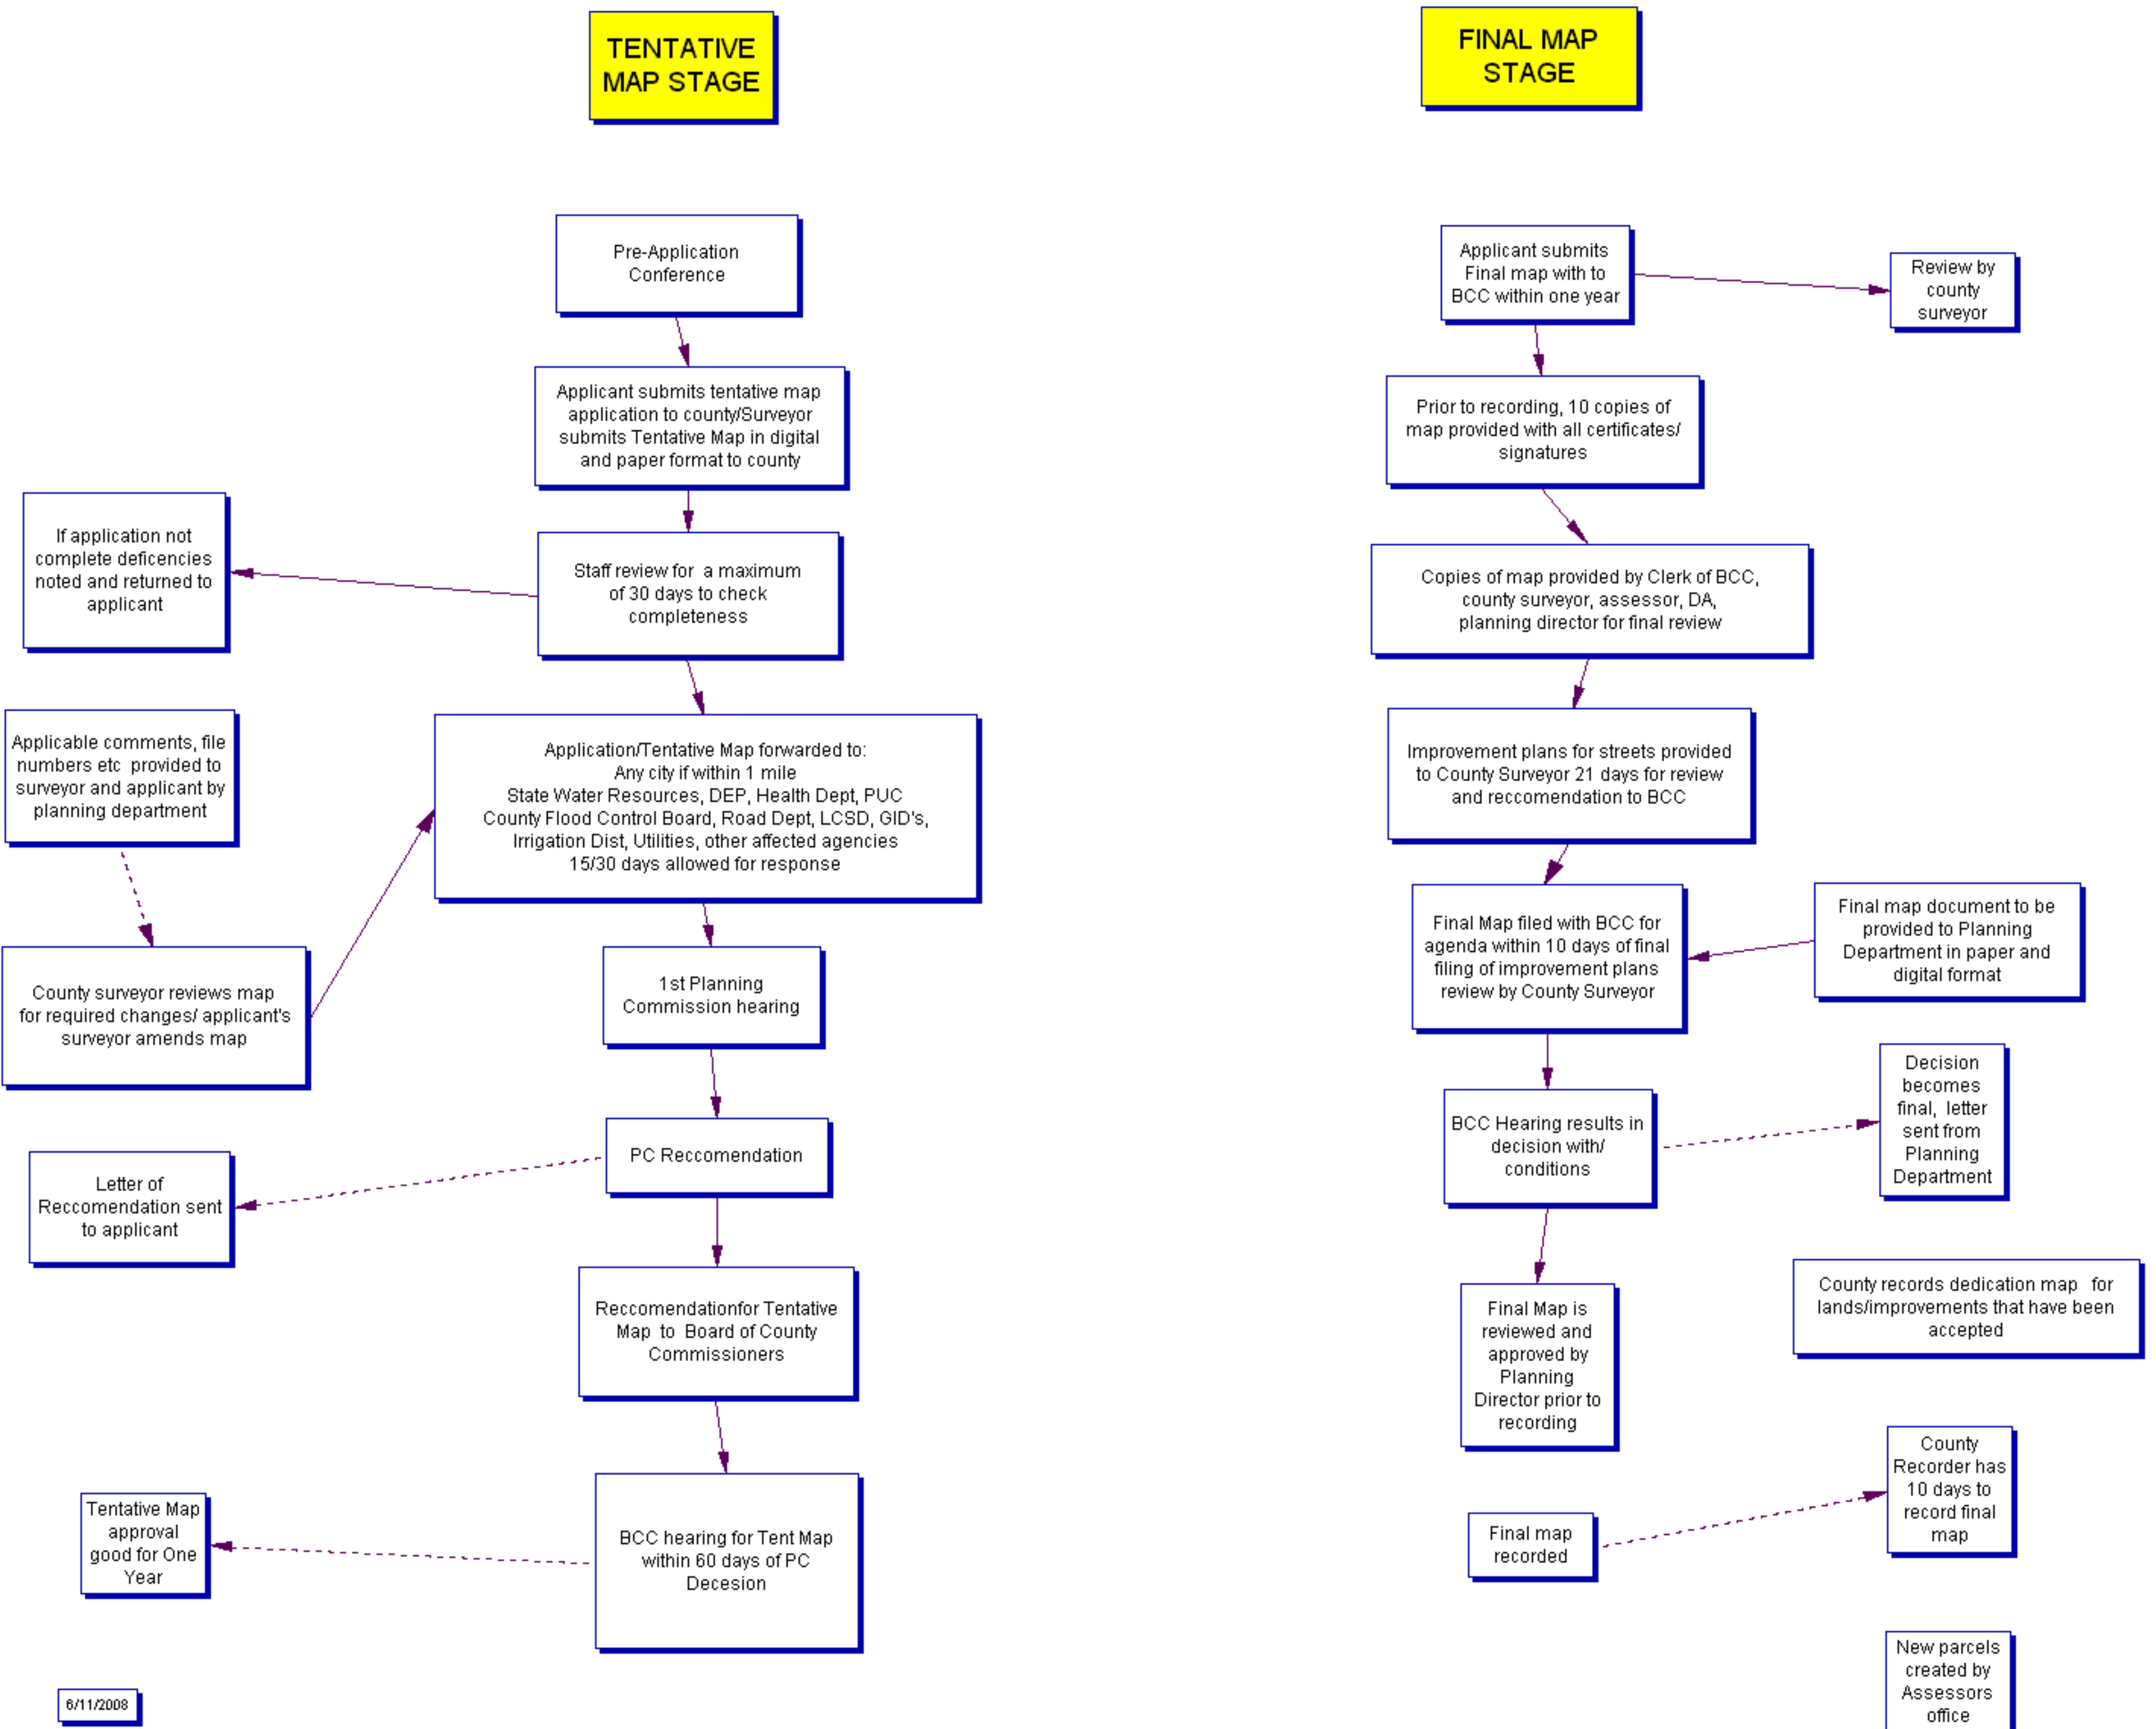 TENTATIVE
MAP STAGE
Pre-Application
Conference
Applicant submits tentative map
application to county/Surveyor
submits Tentative Map in digital
and paper format to county
If application not
complete deficencies
noted and returned to
applicant
Staff review for a maximum
of 30 days to check
completeness
Applicable comments, file
numbers etc provided to
surveyor and applicant by
planning department
Application/Tentative Map forwarded to:
Any city if within 1 mile
State Water Resources, DEP, Health Dept, PUC
County Flood Control Board, Road Dept, LCSD, GID's,
Irrigation Dist, Utilities, other affected agencies
15/30 days allowed for response
County surveyor reviews map
for required changes/ applicant's
surveyor amends map
1st Planning
Commission hearing
PC Reccomendation
Letter of
Reccomendation sent
to applicant
Reccomendationfor Tentative
Map to Board of County
Commissioners
Tentative Map
approval
good for One
Year
BCC hearing for Tent Map
within 60 days of PC
Decesion
6/11/2008
FINAL MAP
STAGE
Applicant submits
Final map with to
BCC within one year
Review by
county
surveyor
Prior to recording, 10 copies of
map provided with all certificates/
signatures
Copies of map provided by Clerk of BCC,
county surveyor, assessor, DA,
planning director for final review
Improvement plans for streets provided
to County Surveyor 21 days for review
and reccomendation to BCC
Final Map filed with BCC for
agenda within 10 days of final
filing of improvement plans
review by County Surveyor
Final map document to be
provided to Planning
Department in paper and
digital format
BCC Hearing results in
decision with/
conditions
Decision
becomes
final, letter
sent from
Planning
Department
Final Map is
reviewed and
approved by
Planning
Director prior to
recording
County records dedication map for
lands/improvements that have been
accepted
Final map
recorded
County
Recorder has
10 days to
record final
map
New parcels
created by
Assessors
office